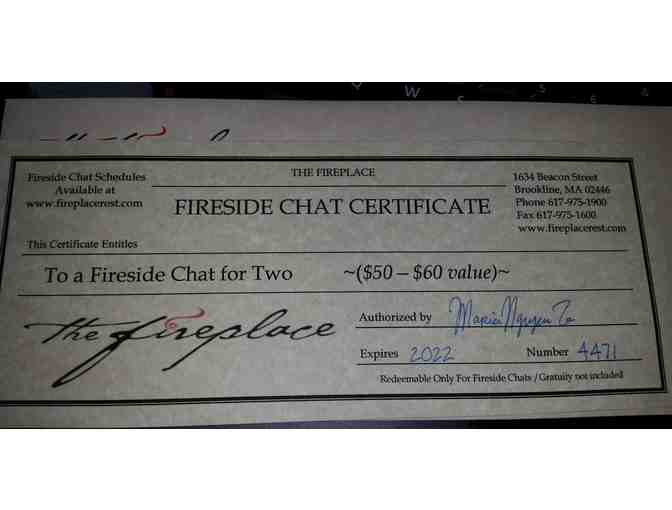 Fireside Chat Schedules
Available at
www.fireplacerest.com
THE FIREPLACE
FIRESIDE CHAT CERTIFICATE
1634 Beacon Street
Brookline, MA 02446
Phone 617-975-1900
Fax 617-975-1600
www.fireplacerest.com
This Certificate Entitles
To a Fireside Chat for Two ~($50 – $60 value)~
the fireplace
Authorized by Maria Nguyen
Expires 2022 Number 4471
Redeemable Only For Fireside Chats / Gratuity not included